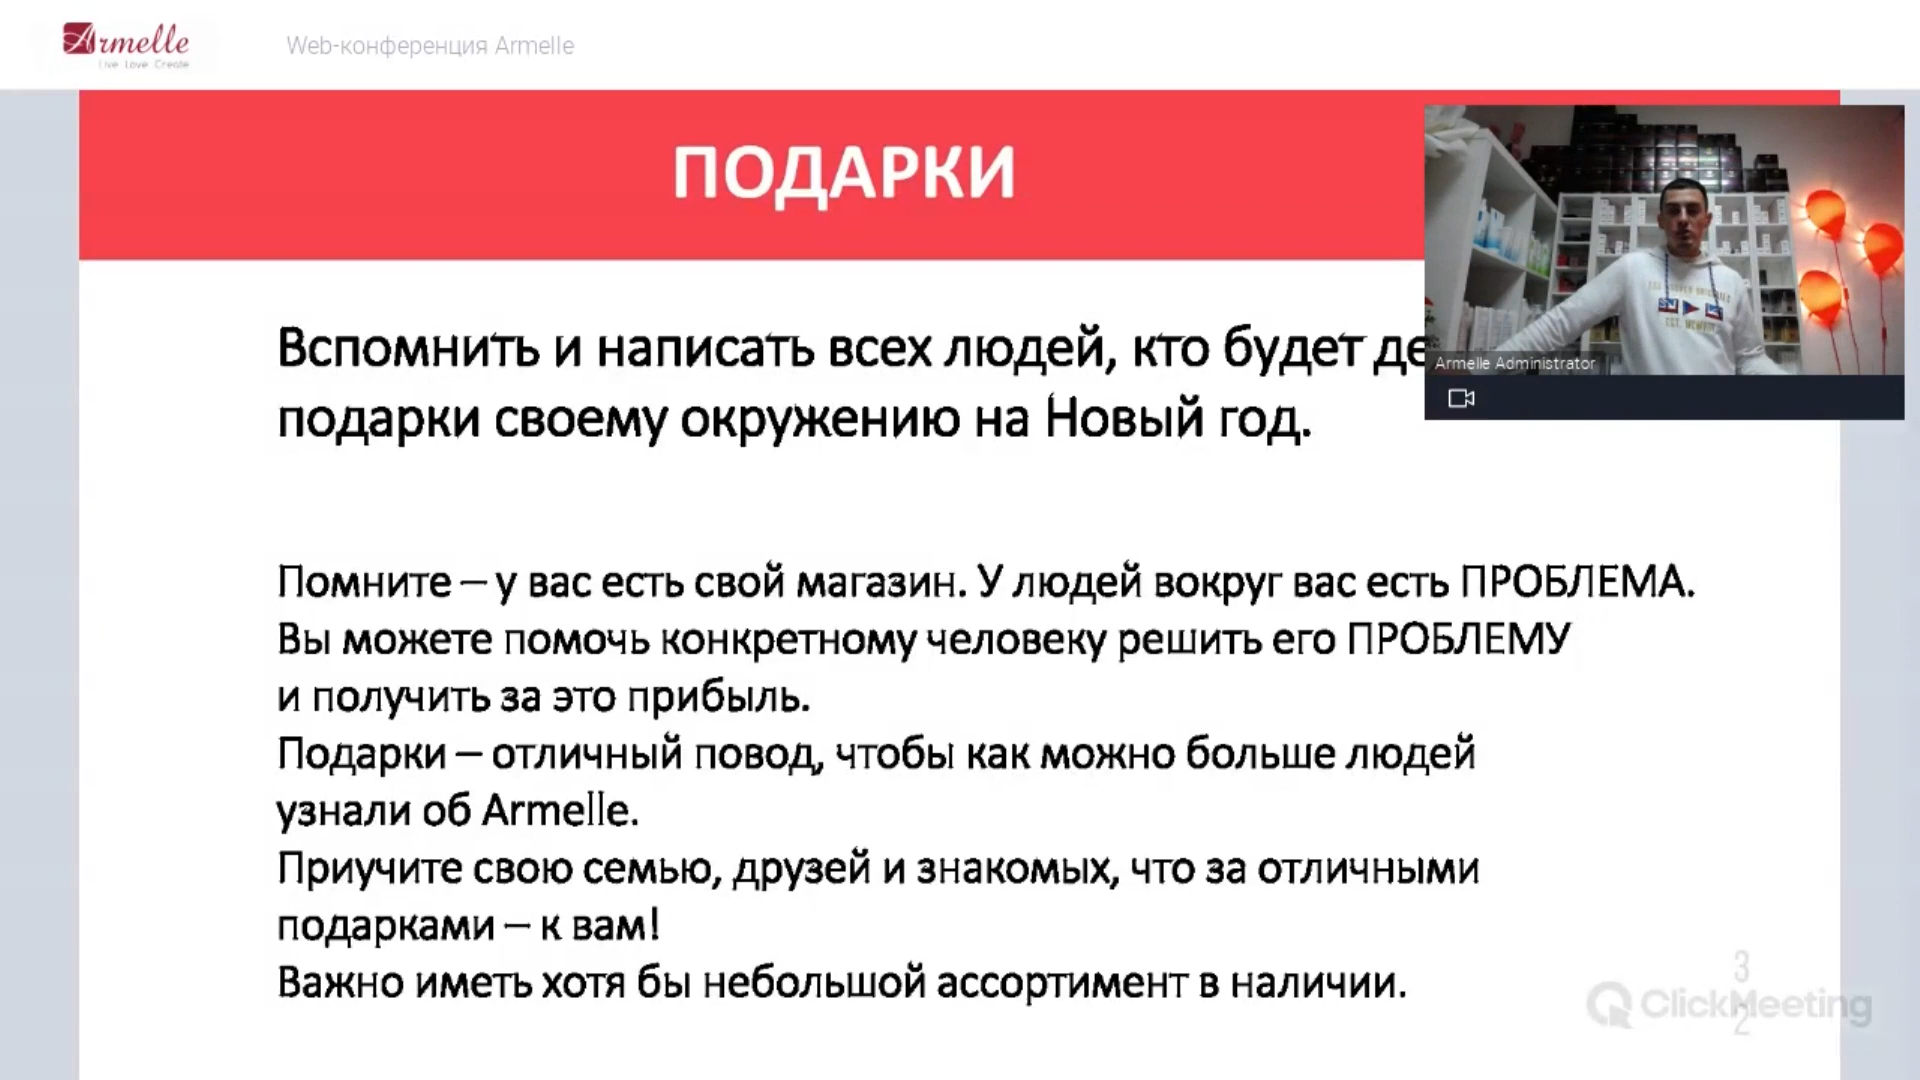 Armelle
Live Love Create
Web-конференция Armelle
ПОДАРКИ
Вспомнить и написать всех людей, кто будет де
подарки своему окружению на Новый год.
Armelle Administrator
Помните – у вас есть свой магазин. У людей вокруг вас есть ПРОБЛЕМА.
Вы можете помочь конкретному человеку решить его ПРОБЛЕМУ
и получить за это прибыль.
Подарки – отличный повод, чтобы как можно больше людей
узнали об Armelle.
Приучите свою семью, друзей и знакомых, что за отличными
подарками – к вам!
Важно иметь хотя бы небольшой ассортимент в наличии.
32
ClickMeeting